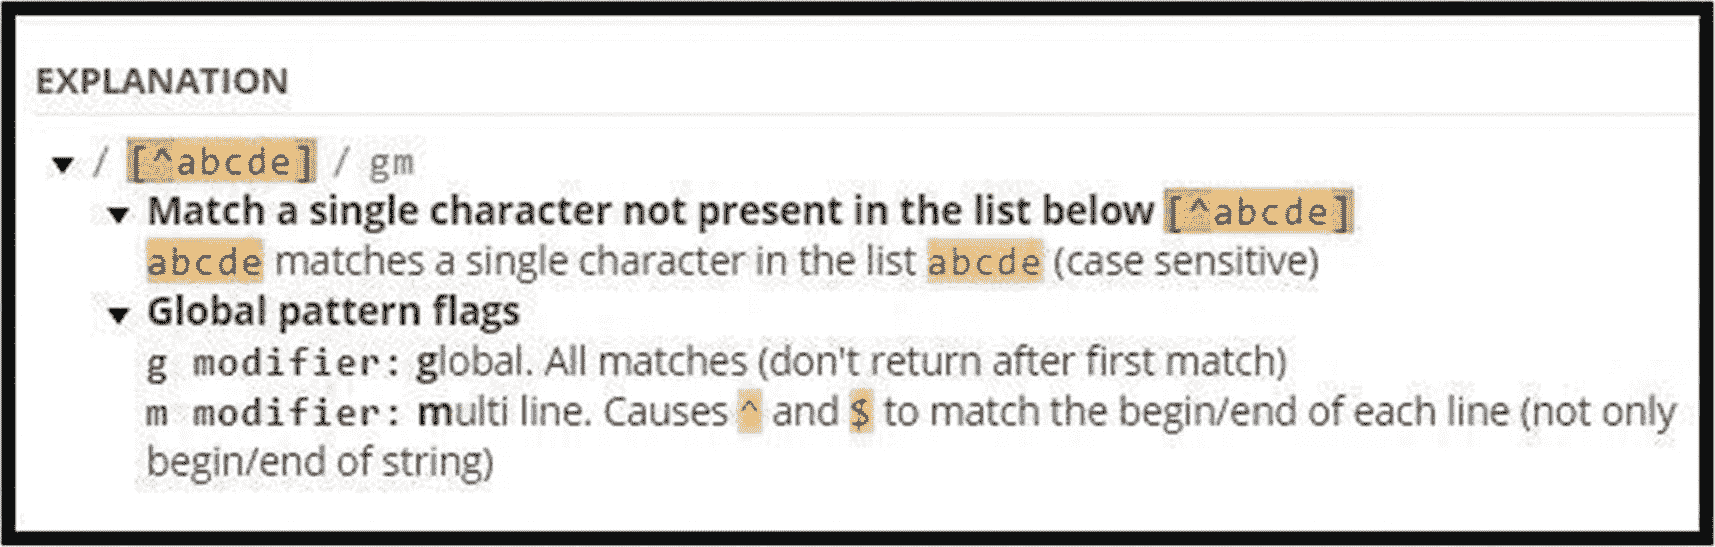 EXPLANATION
/ [^abcde] / gm
Match a single character not present in the list below [^abcde]
abcde matches a single character in the list abcde (case sensitive)
Global pattern flags
g modifier: global. All matches (don't return after first match)
m modifier: multi line. Causes ^ and $ to match the begin/end of each line (not only
begin/end of string)